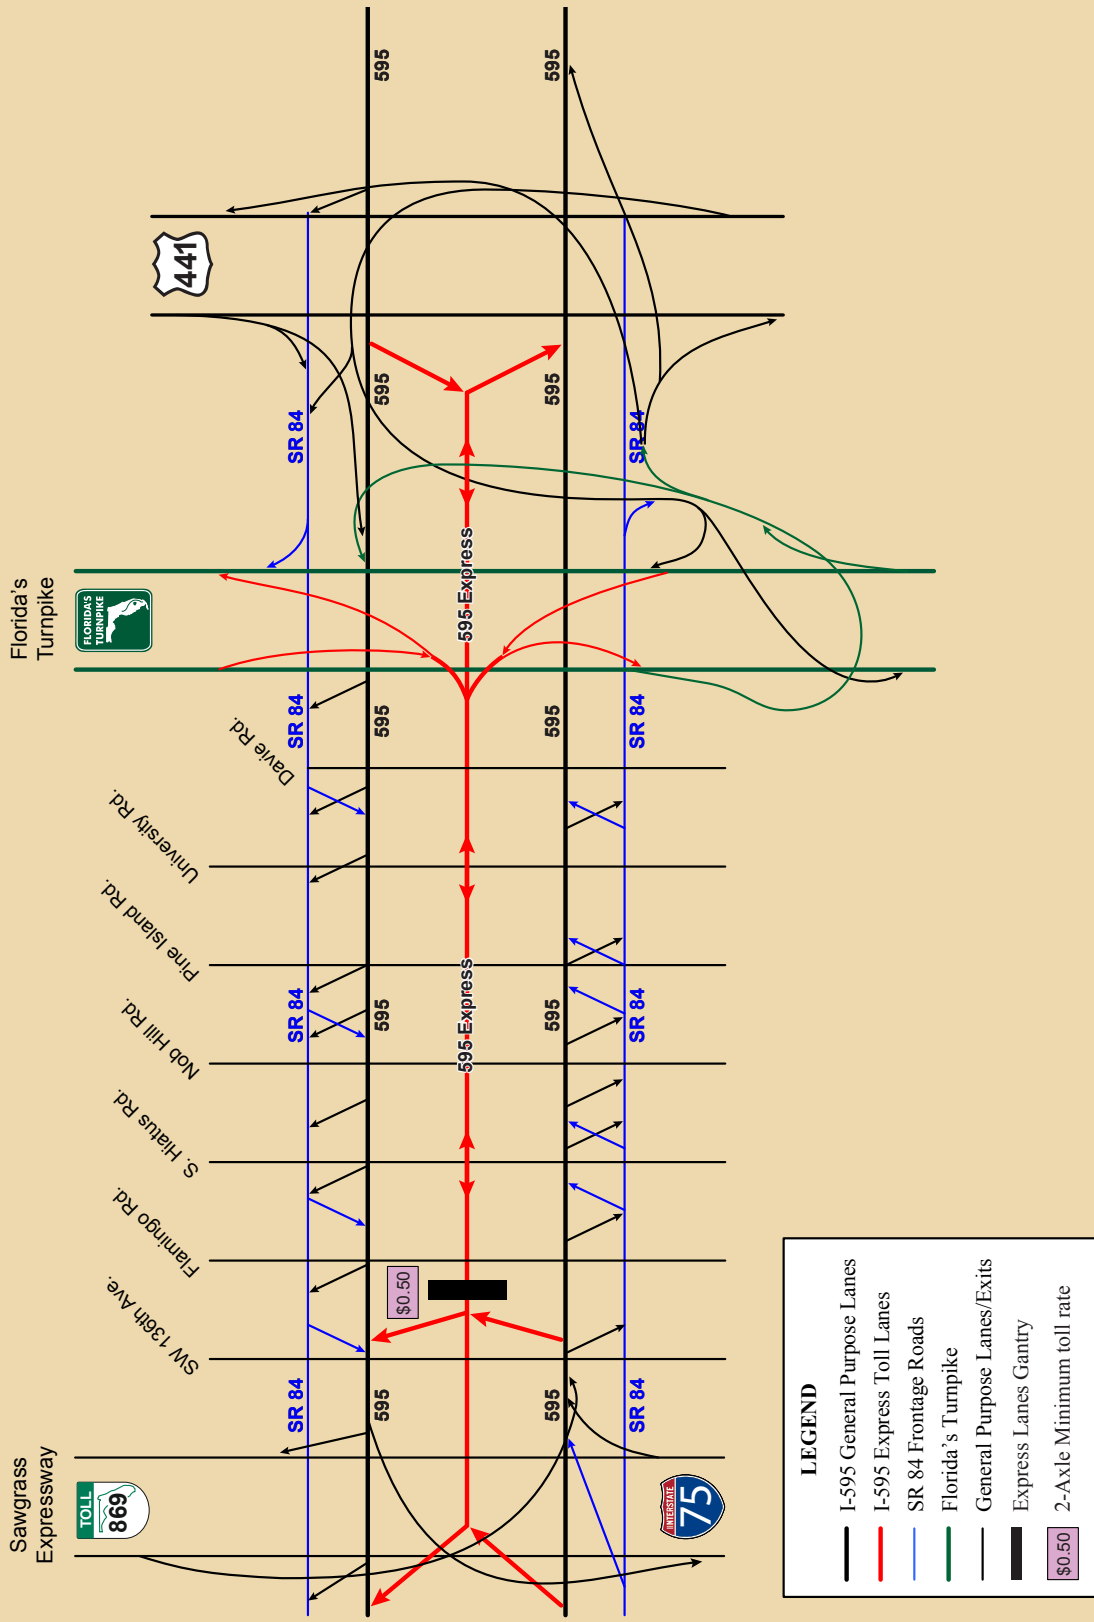 Sawgrass
Expressway
TOLL
869
INTERSTATE
75
SW 136th Ave.
Flamingo Rd.
S. Hiatus Rd.
Nob Hill Rd.
Pine Island Rd.
University Rd.
Davie Rd.
Florida's
Turnpike
FLORIDA'S
TURNPIKE
441
SR 84
SR 84
SR 84
SR 84
595
595
595
595
595
$0.50
595 Express
595 Express
595
595
595
595
595
SR 84
SR 84
SR 84
SR 84
LEGEND
I-595 General Purpose Lanes
I-595 Express Toll Lanes
SR 84 Frontage Roads
Florida's Turnpike
General Purpose Lanes/Exits
Express Lanes Gantry
$0.50 2-Axle Minimum toll rate